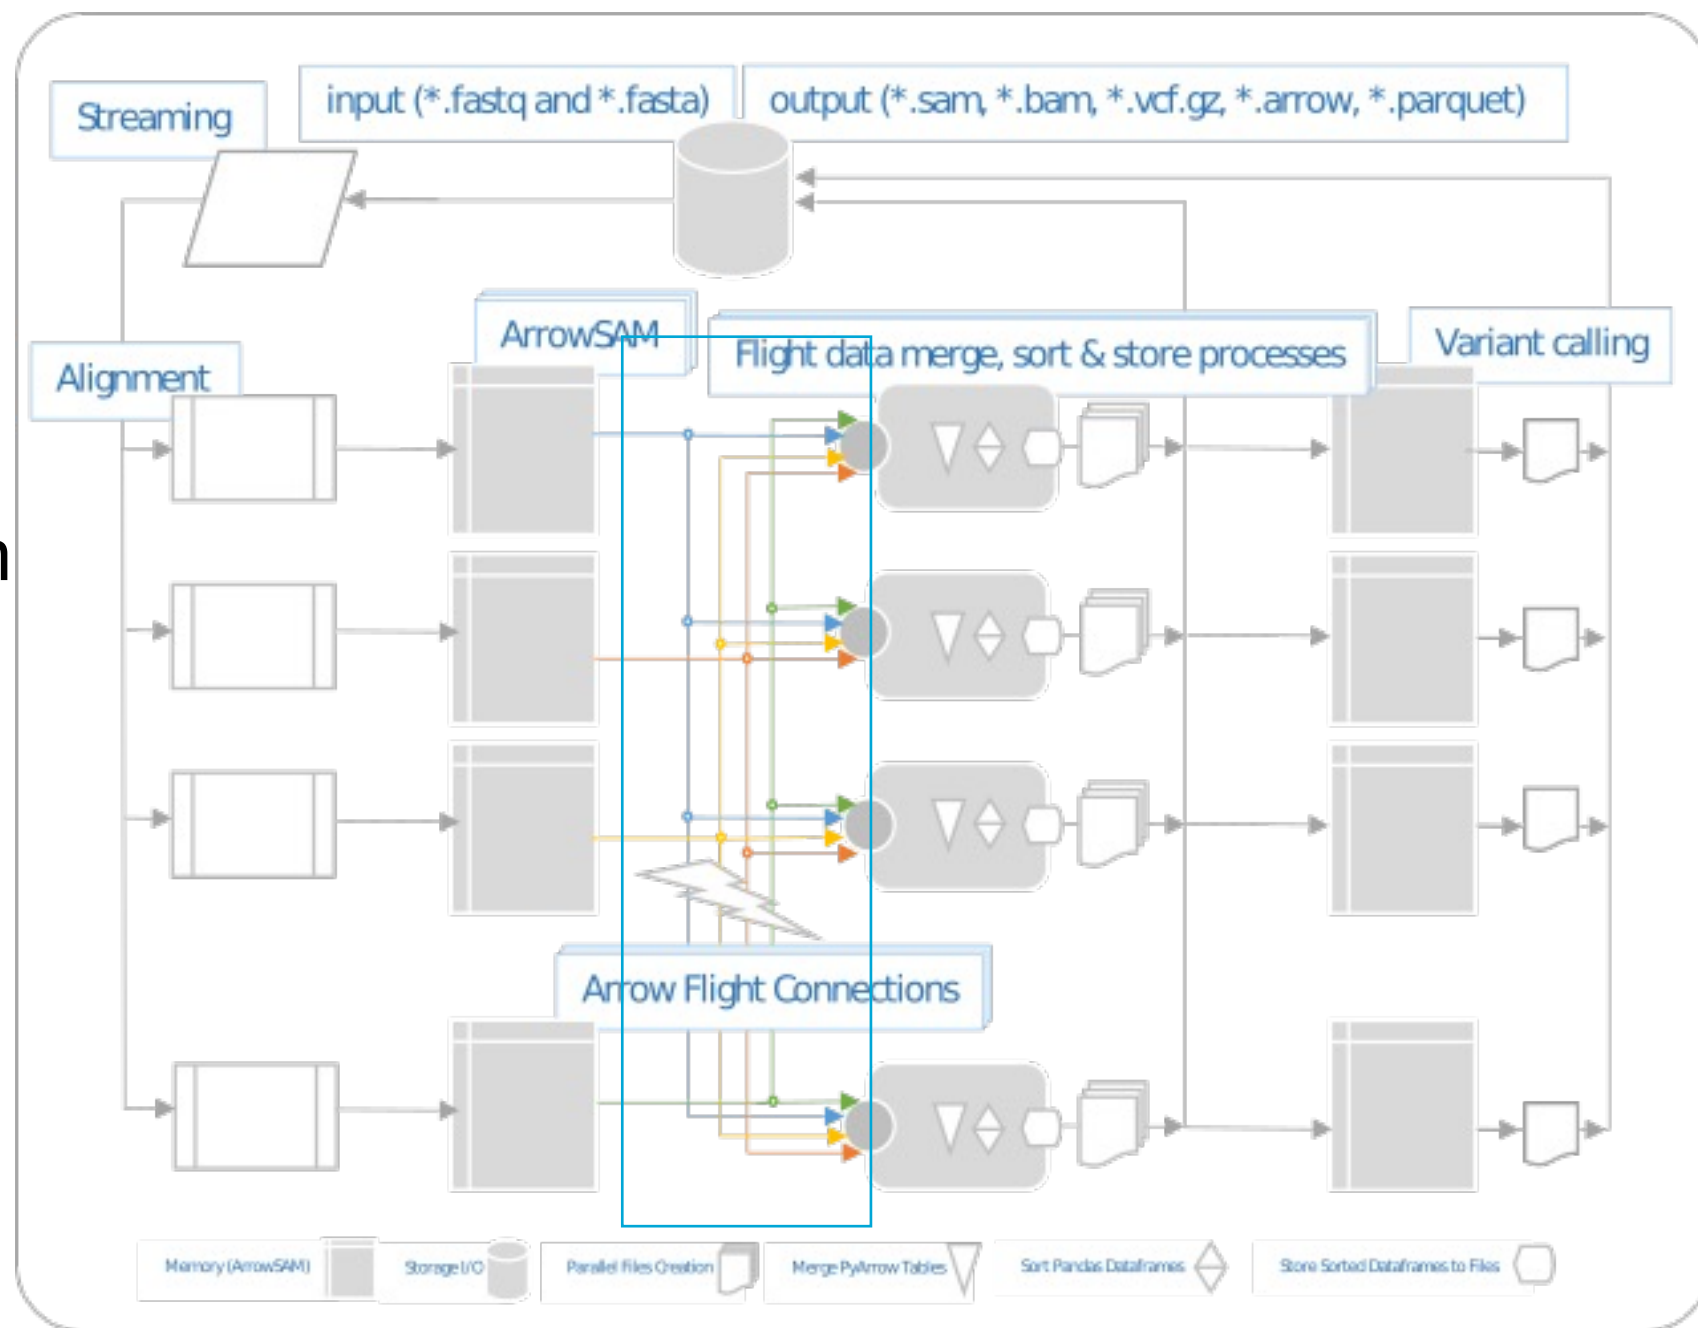 Streaming
input (*.fastq and *.fasta)
output (*.sam, *.bam, *.vcf.gz, *.arrow, *.parquet)
ArrowSAM
Flight data merge, sort & store processes
Variant calling
Alignment
n
Arrow Flight Connections
Memory (ArrowSAM)
Storage I/O
Parallel Files Creation
Merge PyArrow Tables
Sort Pandas Dataframes
Store Sorted Dataframes to Files